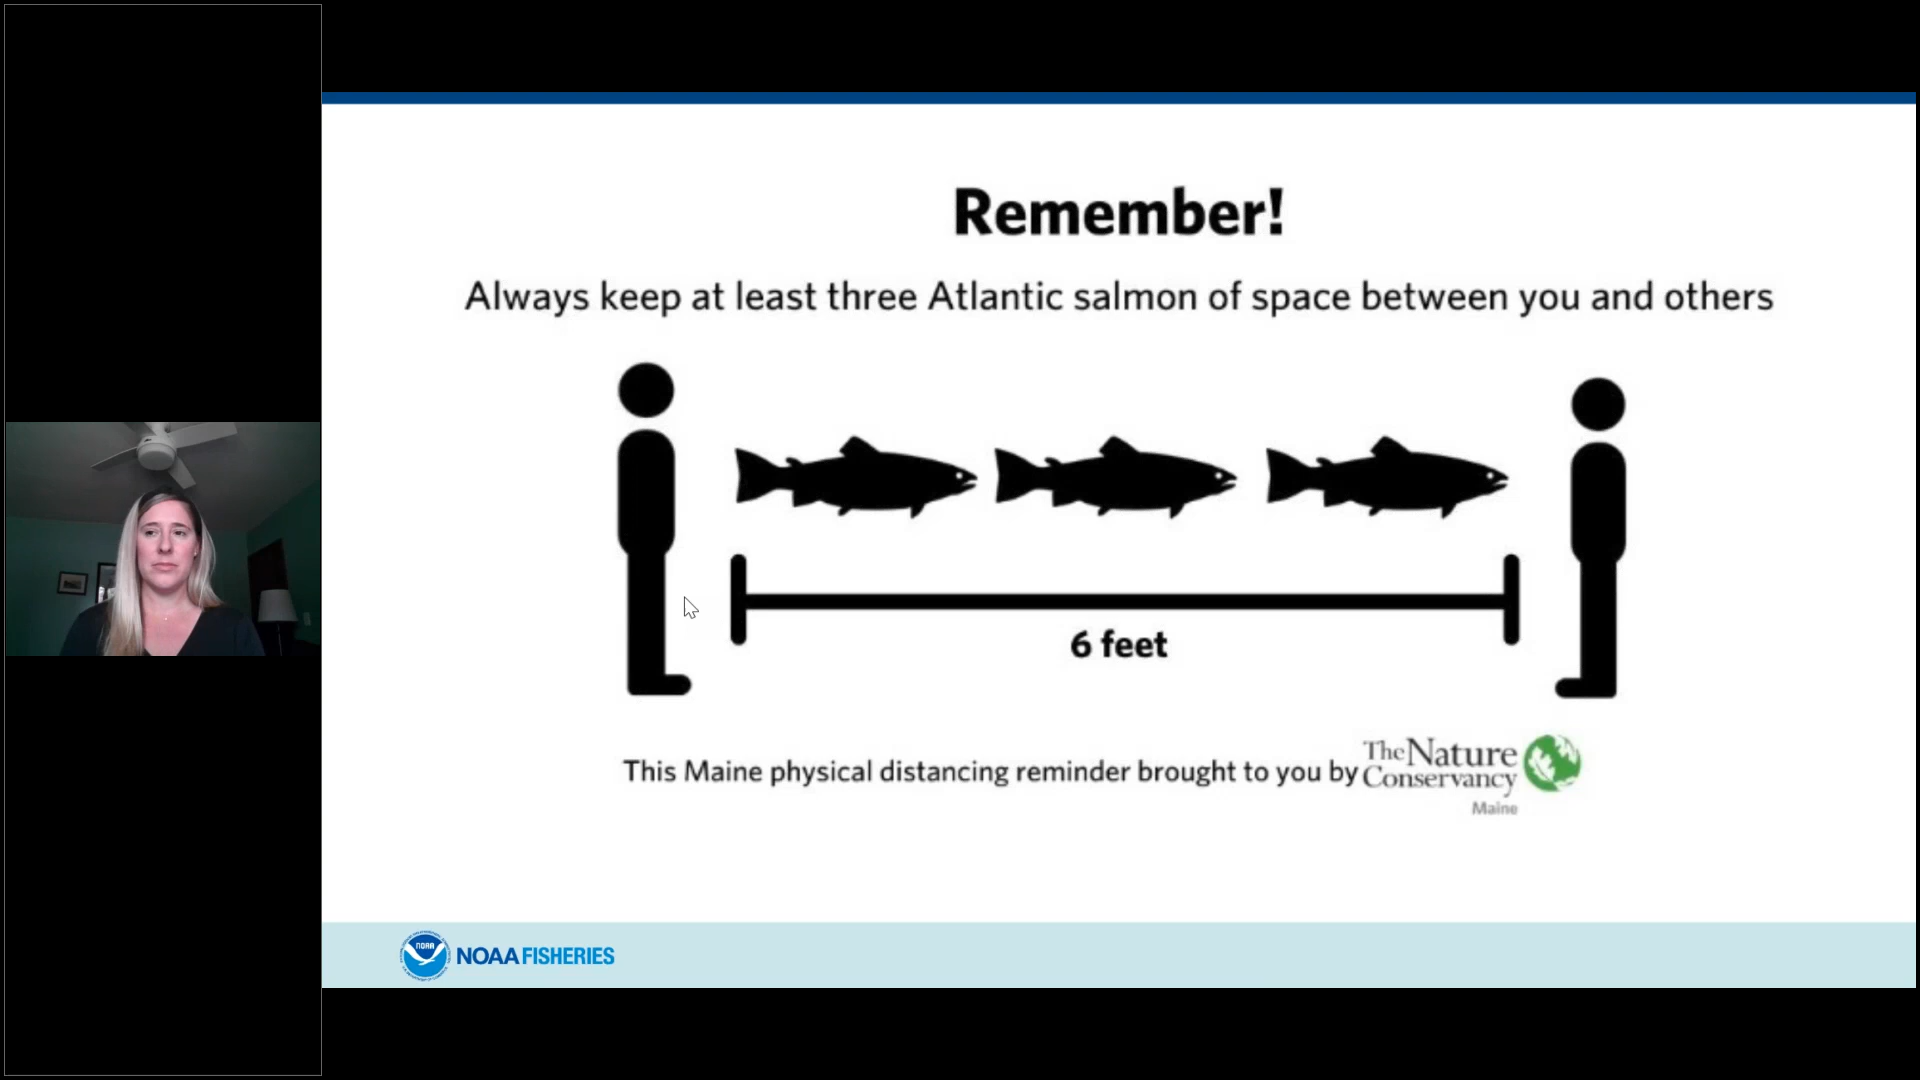 Remember!
Always keep at least three Atlantic salmon of space between you and others
6 feet
This Maine physical distancing reminder brought to you by
The Nature
Conservancy
Maine
NOAA
NOAA FISHERIES